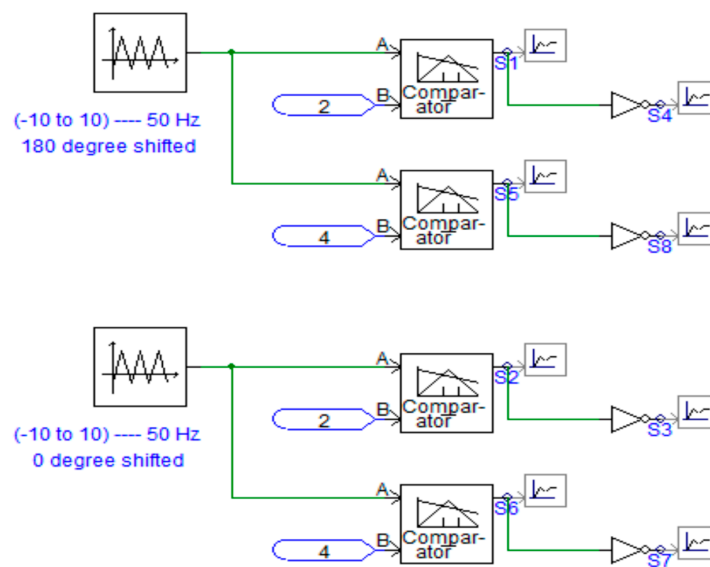 A
Compar-
ator
B
2
S1
S4
(-10 to 10) ---- 50 Hz
180 degree shifted
A
Compar-
ator
B
4
S5
S8
A
Compar-
ator
B
2
S2
S3
(-10 to 10) ---- 50 Hz
0 degree shifted
A
Compar-
ator
B
4
S6
S7